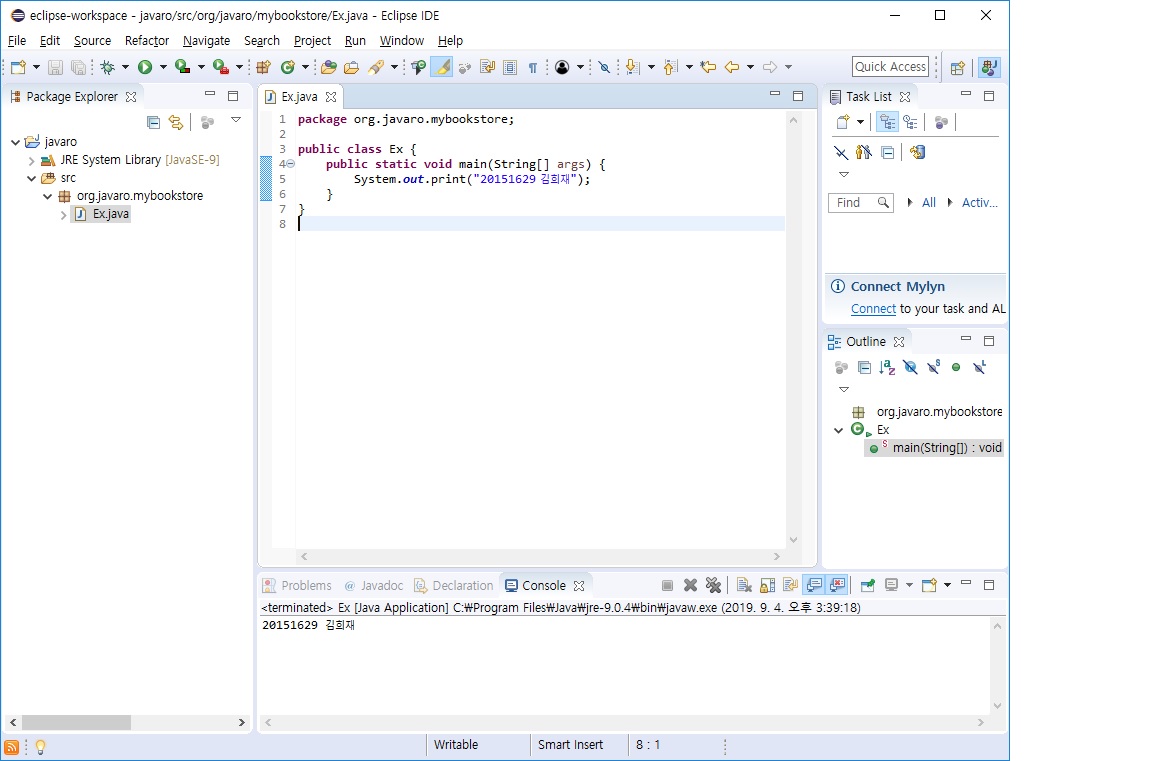 eclipse-workspace - javaro/src/org/javaro/mybookstore/Ex.java - Eclipse IDE
File Edit Source Refactor Navigate Search Project Run Window Help
Quick Access
Package Explorer
javaro
JRE System Library [JavaSE-9]
src
org.javaro.mybookstore
Ex.java
Ex.java
1 package org.javaro.mybookstore;
2
3 public class Ex {
4 public static void main(String[] args) {
5 System.out.print("20151629 김희재");
6 }
7 }
8
Task List
Find All Activ...
Connect Mylyn
Connect to your task and AL
Outline
org.javaro.mybookstore
Ex
main(String[]) : void
Problems @ Javadoc Declaration Console
<terminated> Ex [Java Application] C:₩Program Files₩Java₩jre-9.0.4₩bin₩javaw.exe (2019. 9. 4. 오후 3:39:18)
20151629 김희재
Writable Smart Insert 8 : 1